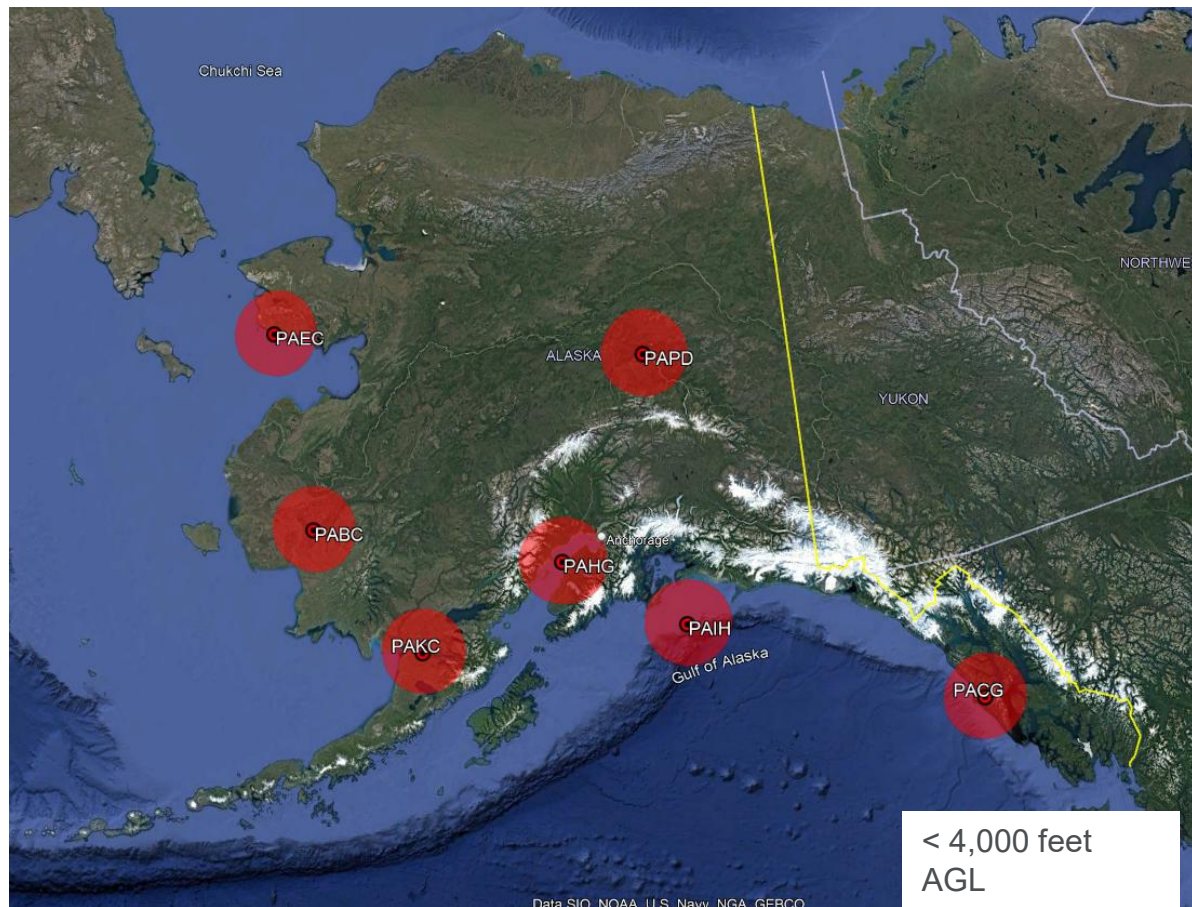 Chukchi Sea
NORTHWE
PAEC
ALASKA
PAPD
YUKON
PABC
Anchorage
PAHG
PAIH
PAKC
Gulf of Alaska
PACG
< 4,000 feet
AGL
Data SIO, NOAA, U.S. Navy, NGA, GEBCO